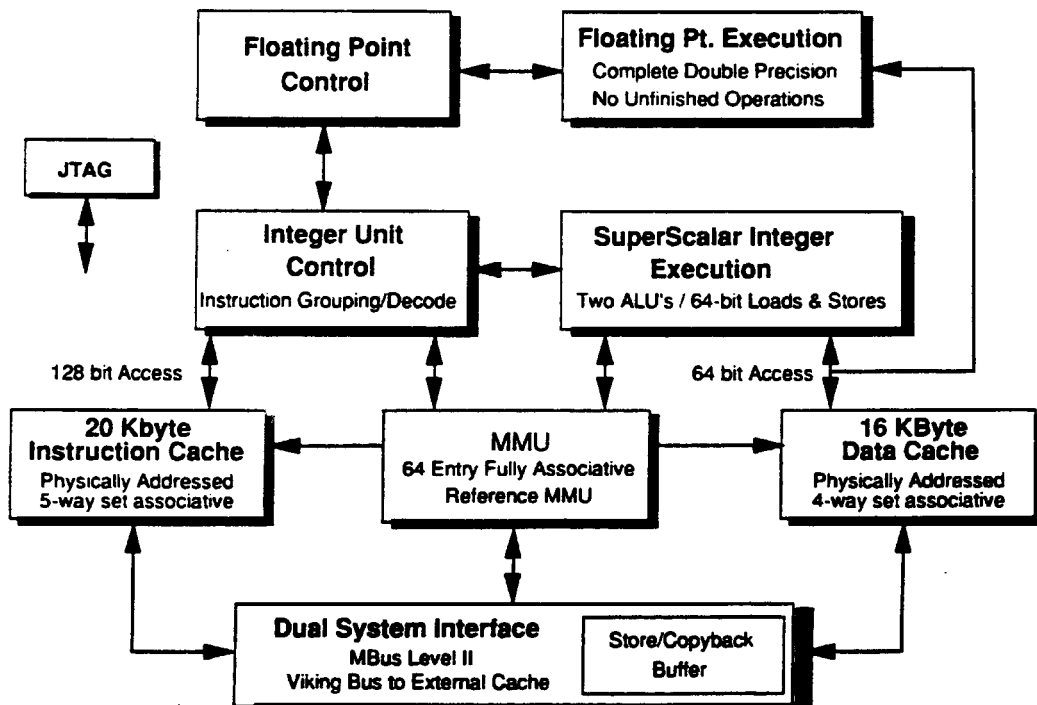 Floating Point
Control
Floating Pt. Execution
Complete Double Precision
No Unfinished Operations
JTAG
Integer Unit
Control
Instruction Grouping/Decode
SuperScalar Integer
Execution
Two ALU's / 64-bit Loads & Stores
128 bit Access
64 bit Access
20 Kbyte
Instruction Cache
Physically Addressed
5-way set associative
MMU
64 Entry Fully Associative
Reference MMU
16 KByte
Data Cache
Physically Addressed
4-way set associative
Dual System Interface
MBus Level II
Viking Bus to External Cache
Store/Copyback
Buffer